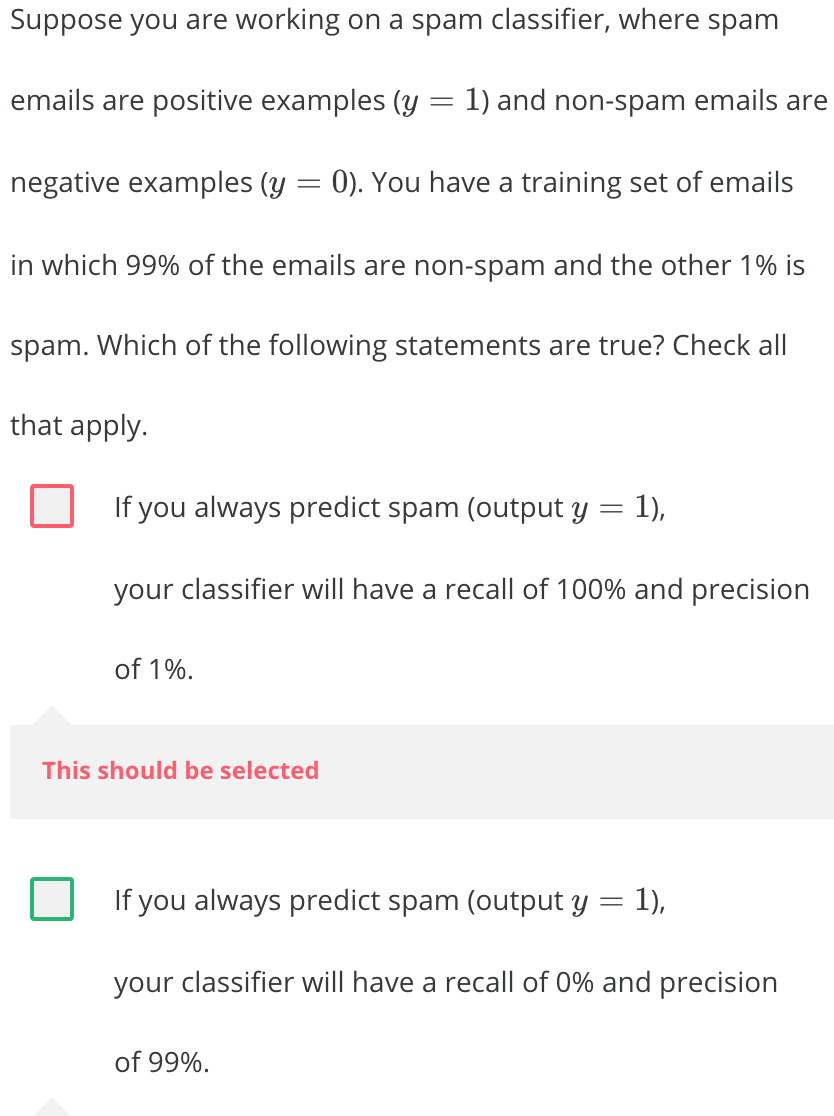 Suppose you are working on a spam classifier, where spam
emails are positive examples (y = 1) and non-spam emails are
negative examples (y = 0). You have a training set of emails
in which 99% of the emails are non-spam and the other 1% is
spam. Which of the following statements are true? Check all
that apply.
If you always predict spam (output y = 1),
your classifier will have a recall of 100% and precision
of 1%.
This should be selected
If you always predict spam (output y = 1),
your classifier will have a recall of 0% and precision
of 99%.